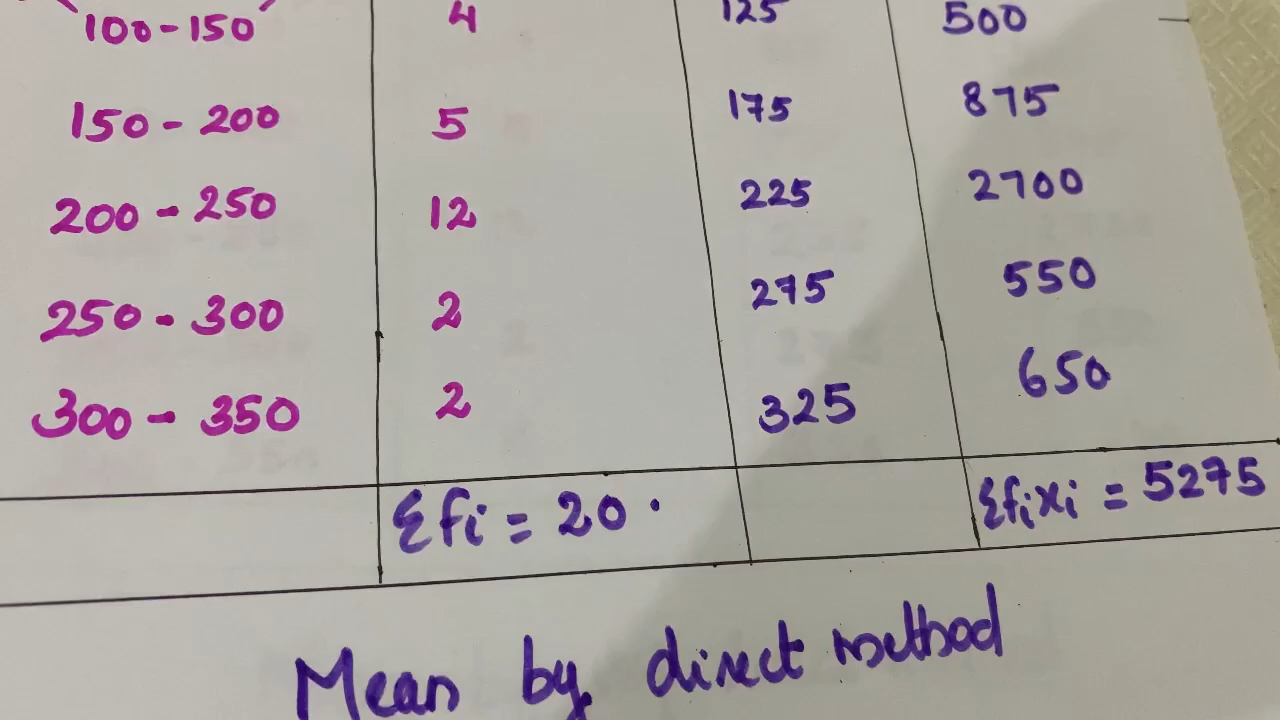 100-150 4 125 500
150-200 5 175 875
200-250 12 225 2700
250-300 2 275 550
300-350 2 325 650
Σfi = 20. Σfixi = 5275
Mean by direct method